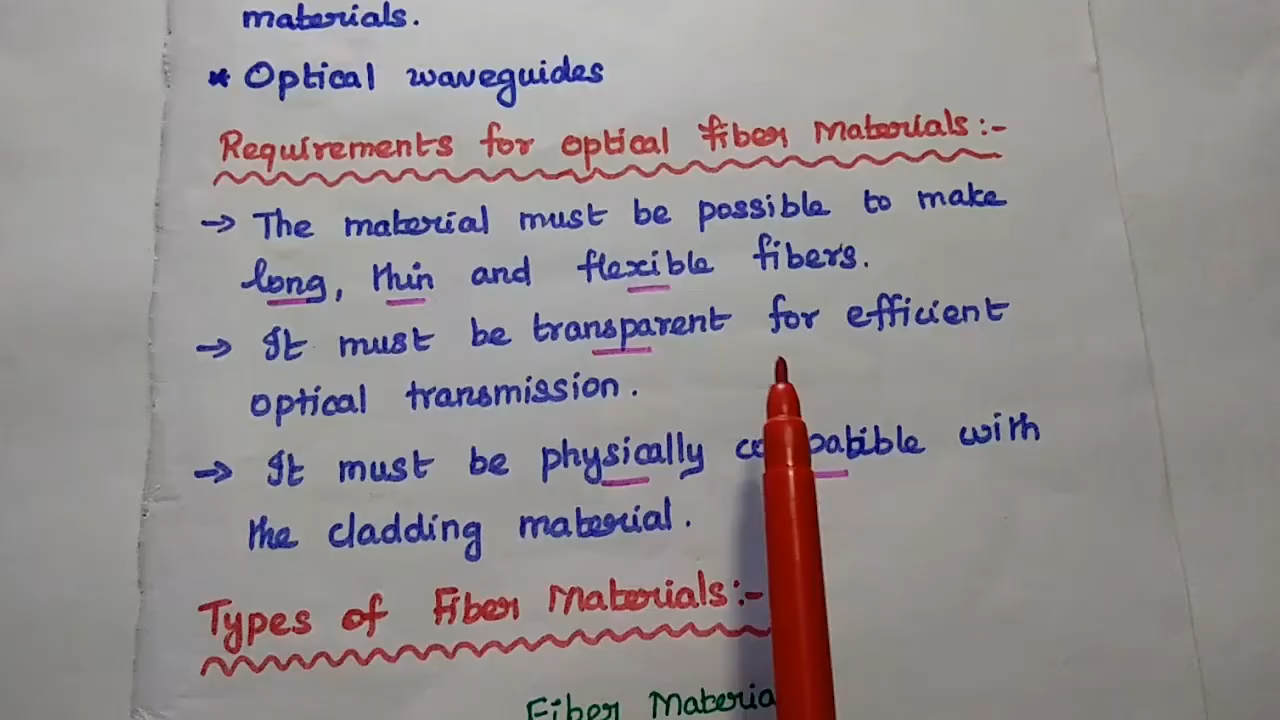 materials.
* Optical waveguides
Requirements for optical fiber Materials:-
→ The material must be possible to make
long, thin and flexible fibers.
→ It must be transparent for efficient
optical transmission.
→ It must be physically with
the cladding material.
Types of Fiber Materials:-
Fiber